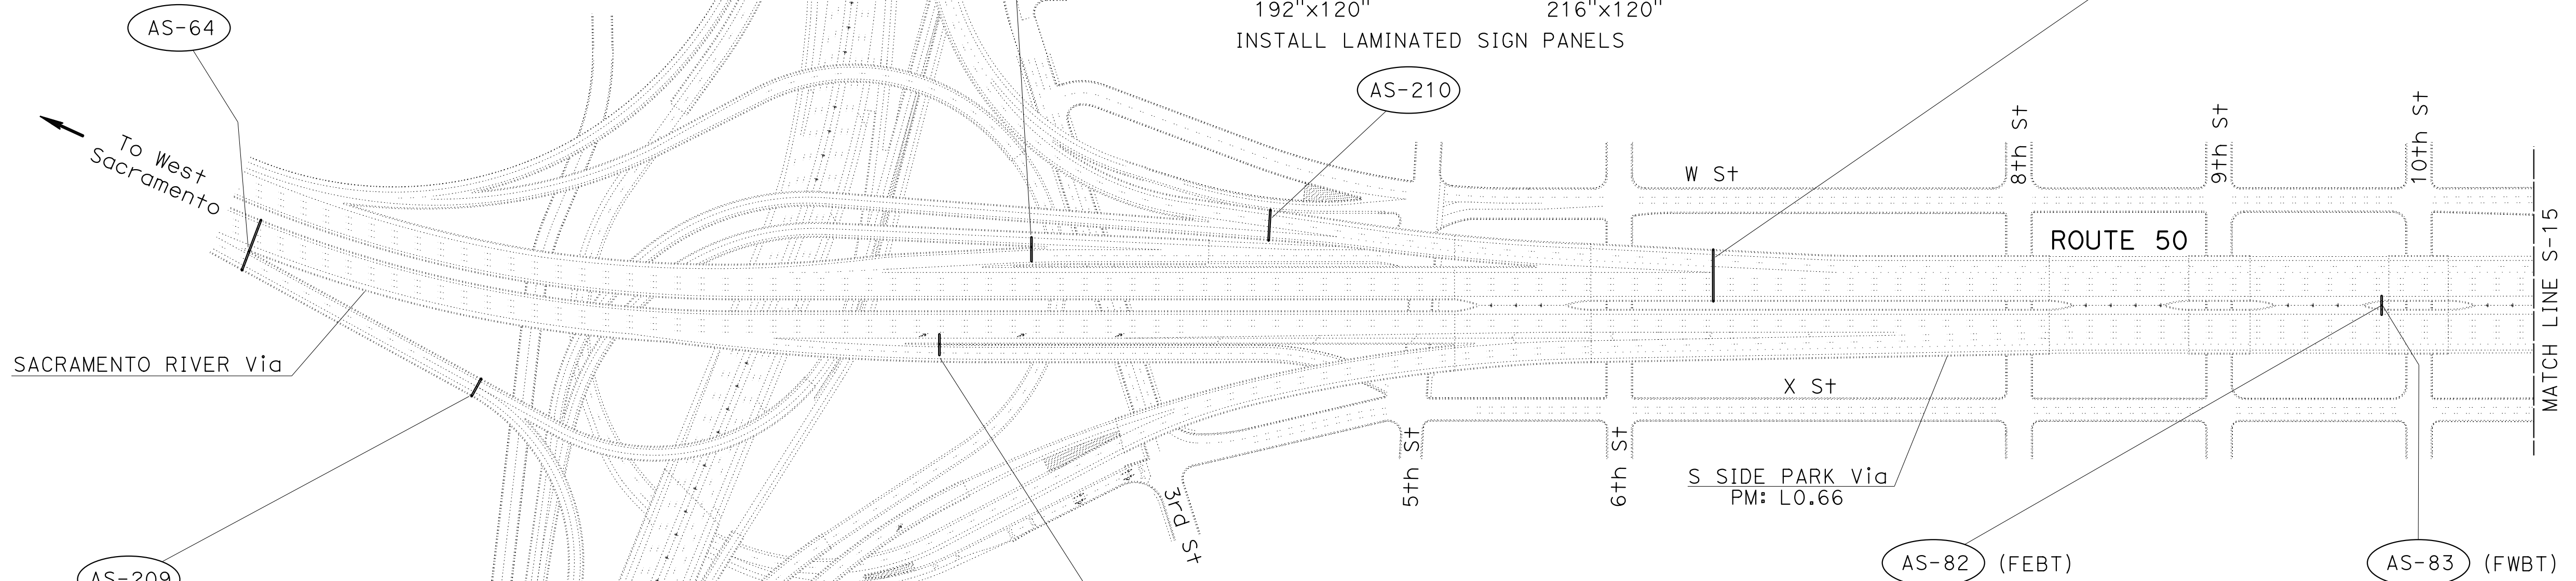 AS-64
192"x120"
216"x120"
INSTALL LAMINATED SIGN PANELS
AS-210
To West
Sacramento
W St
8th St
9th St
10th St
ROUTE 50
MATCH LINE S-15
SACRAMENTO RIVER Via
X St
5th St
6th St
3rd St
S SIDE PARK Via
PM: L0.66
AS-209
AS-82 (FEBT)
AS-83 (FWBT)